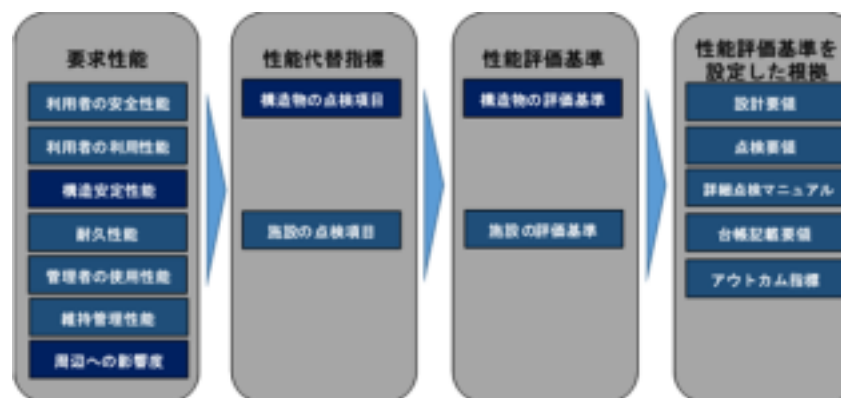 要求性能
利用者の安全性能
利用者の利用性能
構造安定性能
耐久性能
管理者の使用性能
維持管理性能
周辺への影響度
性能代替指標
構造物の点検項目
施設の点検項目
性能評価基準
構造物の評価基準
施設の評価基準
性能評価基準を
設定した根拠
設計要領
点検要領
詳細点検マニュアル
台帳記載要領
アウトカム指標